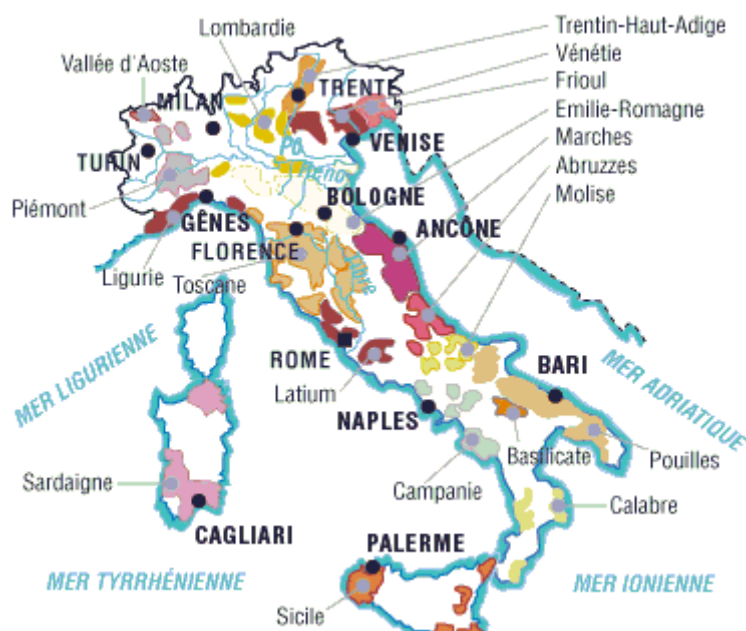 Trentin-Haut-Adige
Lombardie
Vénétie
Vallée d'Aoste
Frioul
TRENTE
MILAN
Emilie-Romagne
Marches
VENISE
PÔ
TURIN
Abruzzes
Reno
BOLOGNE
Molise
Piémont
GÊNES
ANCÔNE
FLORENCE
Ligurie
Toscane
MER LIGURIENNE
ROME
BARI
MER ADRIATIQUE
Latium
NAPLES
Basilicate
Pouilles
Sardaigne
Campanie
Calabre
CAGLIARI
PALERME
MER TYRRHÉNIENNE
MER IONIENNE
Sicile